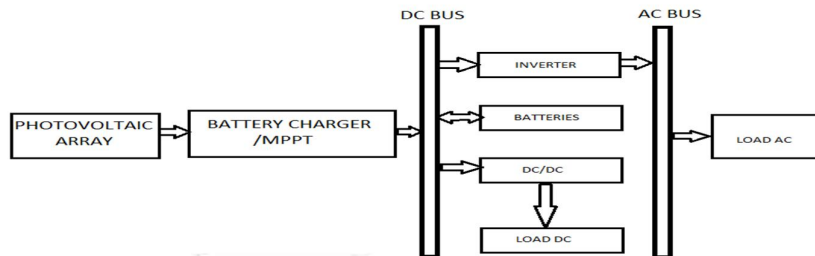 DC BUS
AC BUS
INVERTER
PHOTOVOLTAIC
ARRAY
BATTERY CHARGER
/MPPT
BATTERIES
LOAD AC
DC/DC
LOAD DC